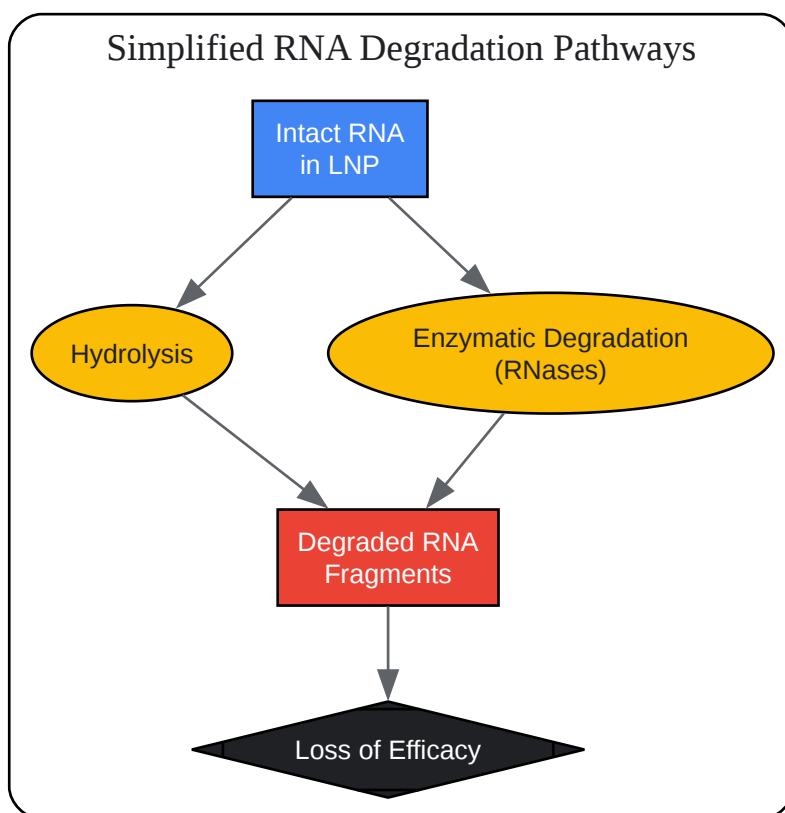 Simplified RNA Degradation Pathways
Intact RNA
in LNP
Hydrolysis
Enzymatic Degradation
(RNases)
Degraded RNA
Fragments
Loss of Efficacy